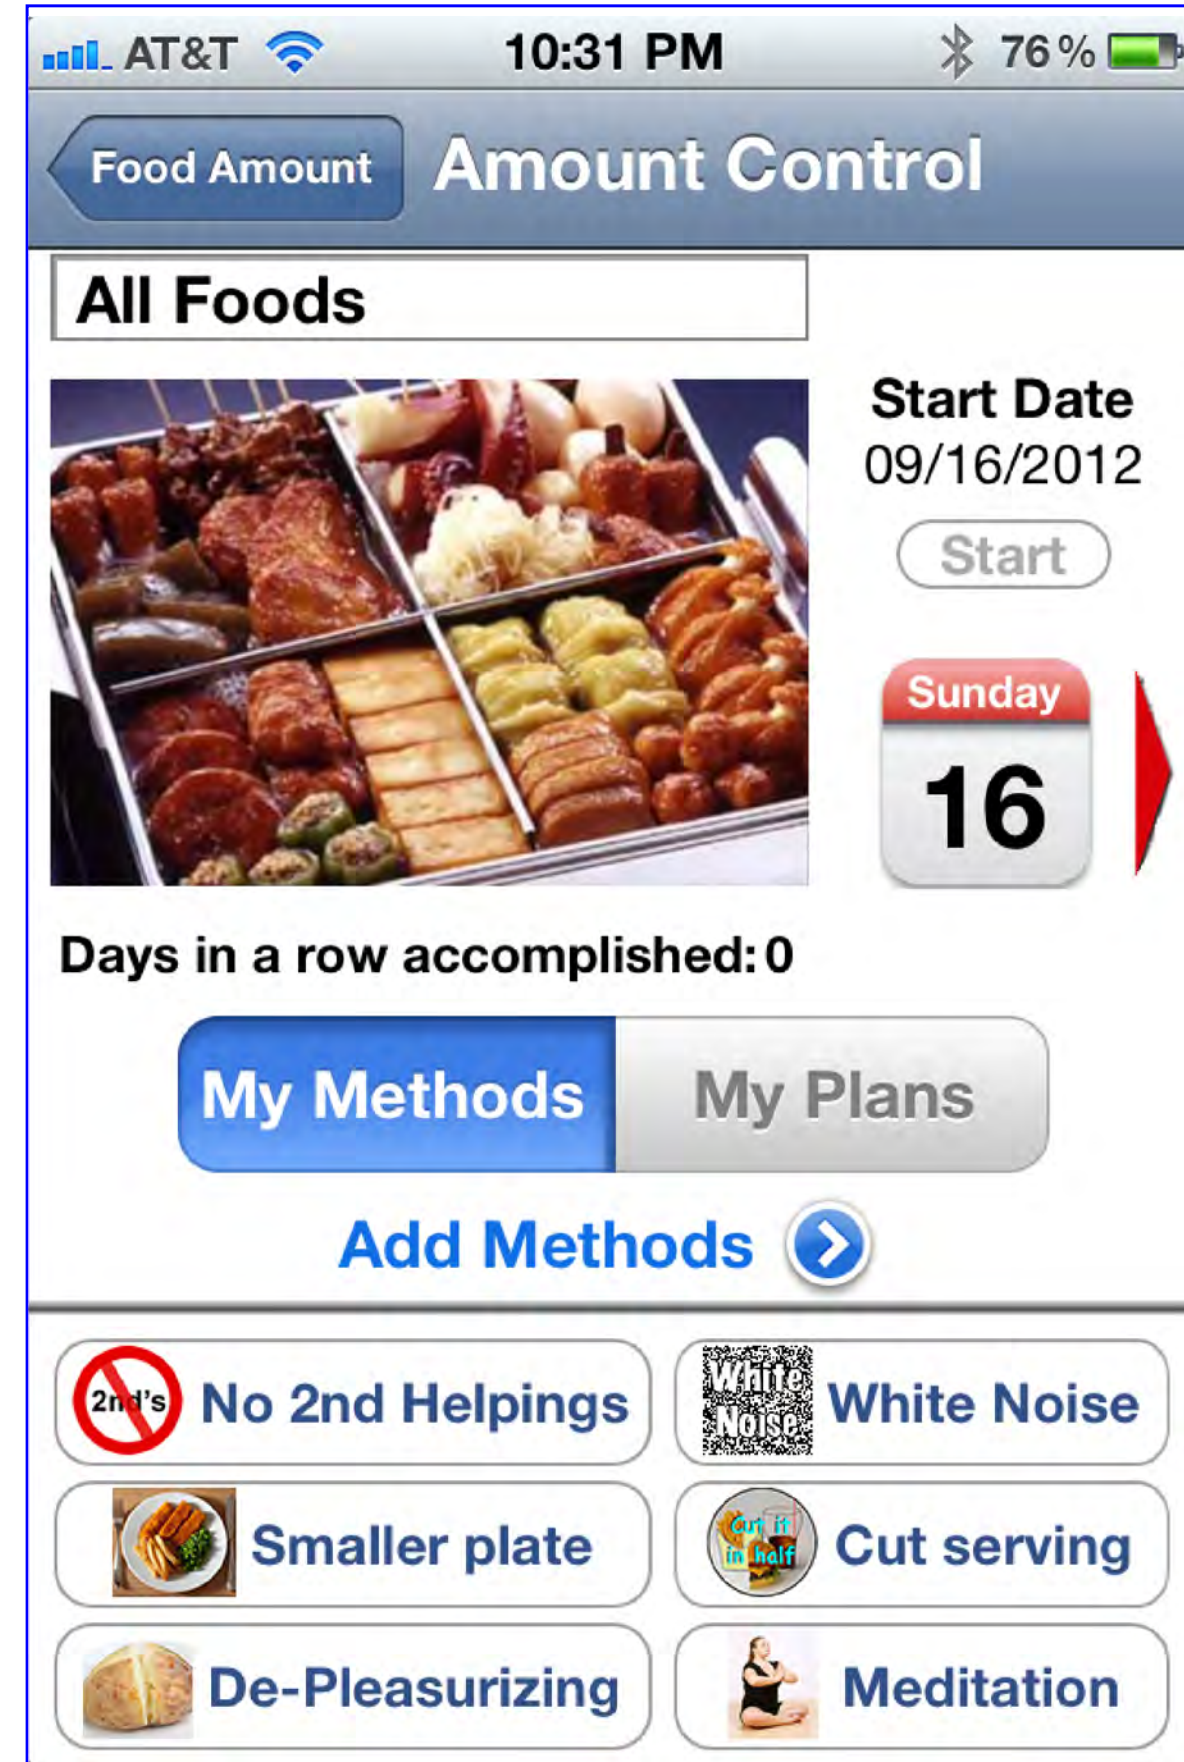 AT&T 10:31 PM 76%
Food Amount Amount Control
All Foods
Start Date
09/16/2012
Start
Sunday
16
Days in a row accomplished: 0
My Methods My Plans
Add Methods
2nd's No 2nd Helpings
White Noise White Noise
Smaller plate
Cut it in half Cut serving
De-Pleasurizing
Meditation